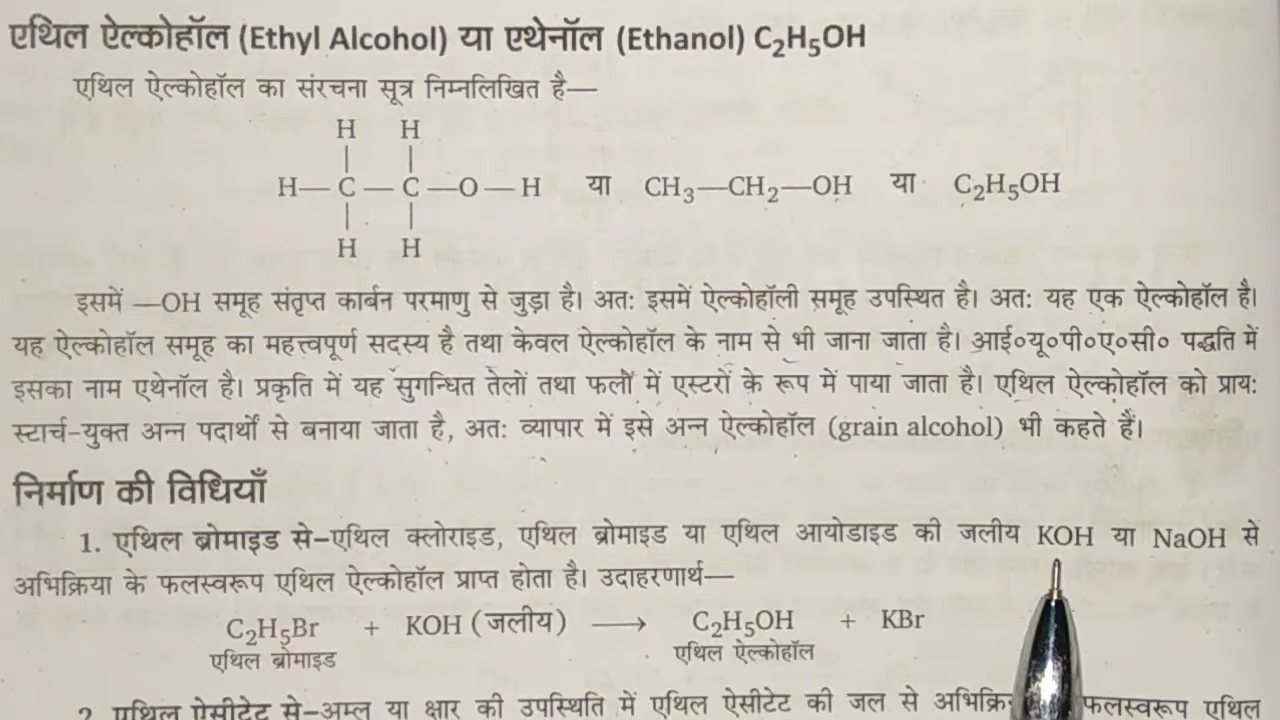 एथिल ऐल्कोहॉल (Ethyl Alcohol) या एथेनॉल (Ethanol) C₂H₅OH
एथिल ऐल्कोहॉल का संरचना सूत्र निम्नलिखित है—
H H
| |
H—C—C—O—H या CH₃—CH₂—OH या C₂H₅OH
| |
H H
इसमें —OH समूह संतृप्त कार्बन परमाणु से जुड़ा है। अतः इसमें ऐल्कोहॉली समूह उपस्थित है। अतः यह एक ऐल्कोहॉल है।
यह ऐल्कोहॉल समूह का महत्त्वपूर्ण सदस्य है तथा केवल ऐल्कोहॉल के नाम से भी जाना जाता है। आई०यू०पी०ए०सी० पद्धति में
इसका नाम एथेनॉल है। प्रकृति में यह सुगन्धित तेलों तथा फलों में एस्टरों के रूप में पाया जाता है। एथिल ऐल्कोहॉल को प्रायः
स्टार्च-युक्त अन्न पदार्थों से बनाया जाता है, अतः व्यापार में इसे अन्न ऐल्कोहॉल (grain alcohol) भी कहते हैं।
निर्माण की विधियाँ
1. एथिल ब्रोमाइड से–एथिल क्लोराइड, एथिल ब्रोमाइड या एथिल आयोडाइड की जलीय KOH या NaOH से
अभिक्रिया के फलस्वरूप एथिल ऐल्कोहॉल प्राप्त होता है। उदाहरणार्थ—
C₂H₅Br + KOH (जलीय) ⟶ C₂H₅OH + KBr
एथिल ब्रोमाइड एथिल ऐल्कोहॉल
2. एथिल ऐसीटेट से–अम्ल या क्षार की उपस्थिति में एथिल ऐसीटेट की जल से फलस्वरूप एथिल